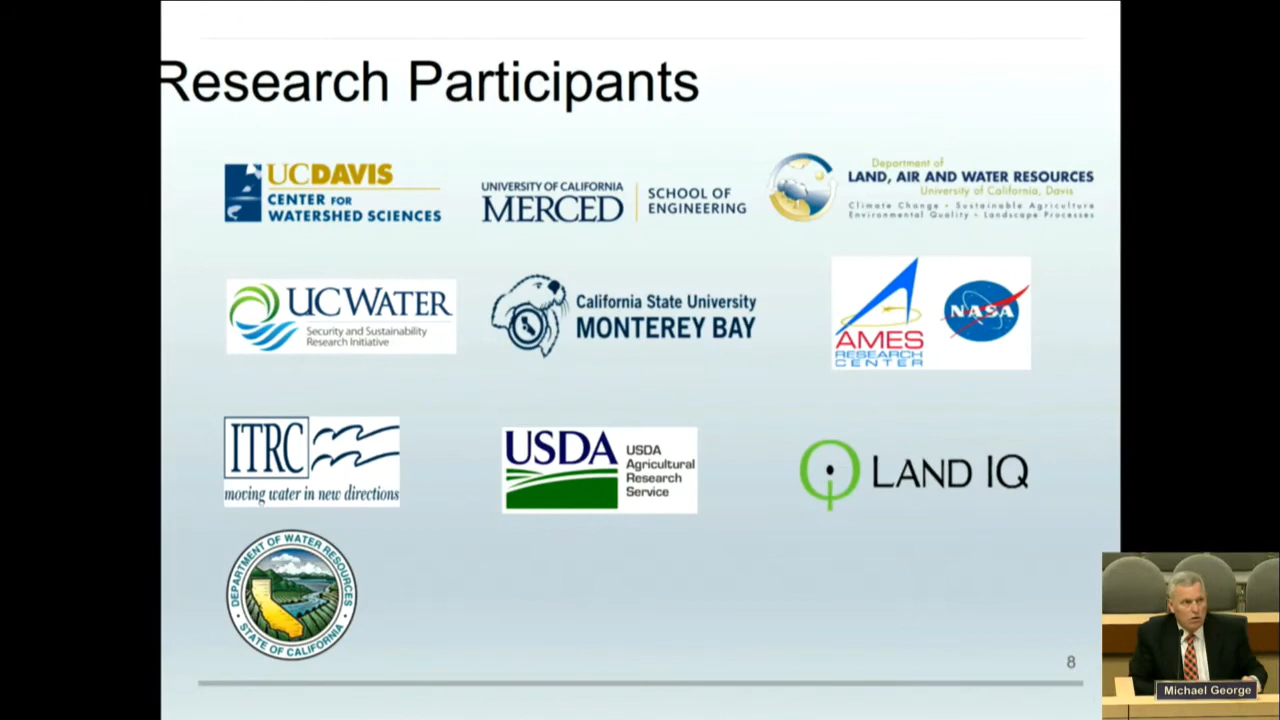 Research Participants
UCDAVIS
CENTER FOR
WATERSHED SCIENCES
UNIVERSITY OF CALIFORNIA
MERCED
SCHOOL OF
ENGINEERING
Department of
LAND, AIR AND WATER RESOURCES
University of California, Davis
Climate Change • Sustainable Agriculture
Environmental Quality • Landscape Processes
UC WATER
Security and Sustainability
Research Initiative
California State University
MONTEREY BAY
AMES
RESEARCH
CENTER
NASA
ITRC
moving water in new directions
USDA
USDA
Agricultural
Research
Service
LAND IQ
DEPARTMENT OF WATER RESOURCES
STATE OF CALIFORNIA
8
Michael George